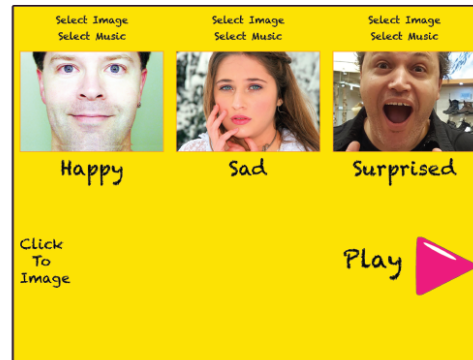 Select Image
Select Music
Select Image
Select Music
Select Image
Select Music
Happy
Sad
Surprised
Click
To
Image
Play